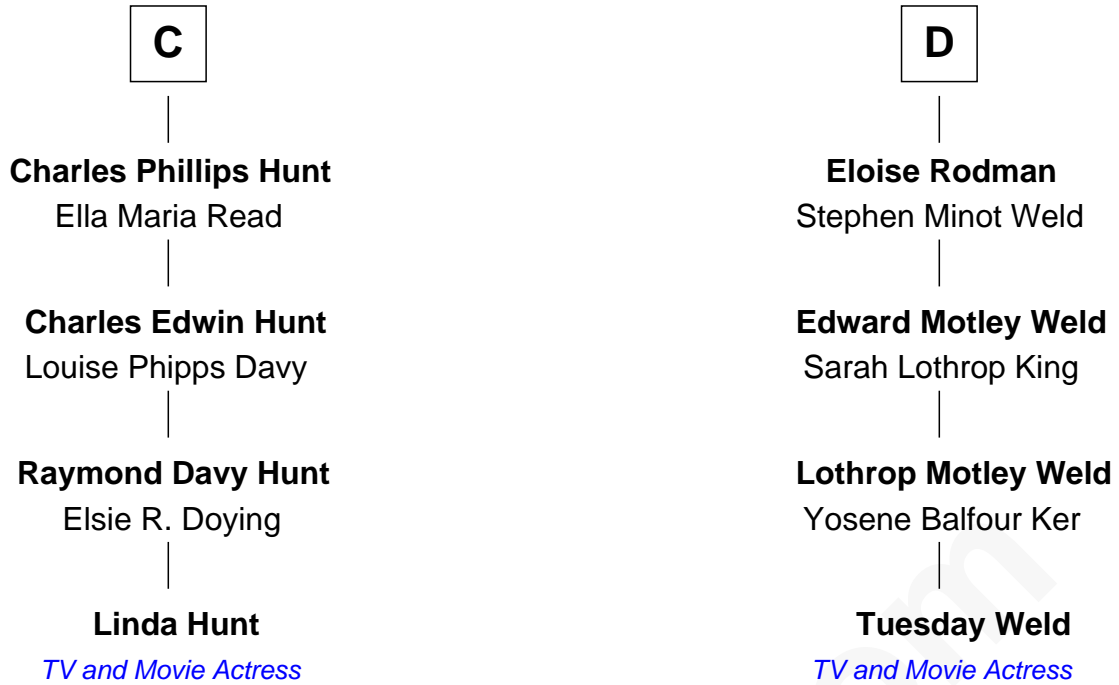 C
Charles Phillips Hunt
Ella Maria Read
Charles Edwin Hunt
Louise Phipps Davy
Raymond Davy Hunt
Elsie R. Doying
Linda Hunt
TV and Movie Actress
D
Eloise Rodman
Stephen Minot Weld
Edward Motley Weld
Sarah Lothrop King
Lothrop Motley Weld
Yosene Balfour Ker
Tuesday Weld
TV and Movie Actress